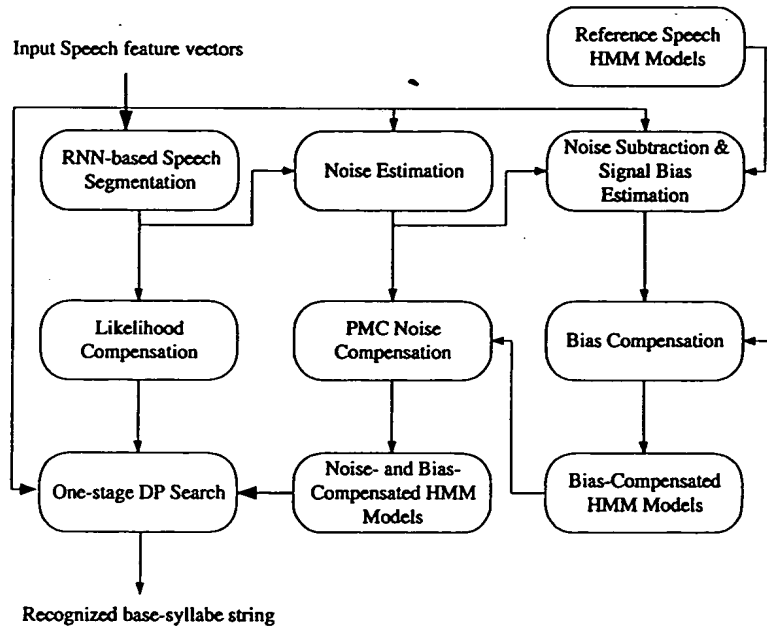 Input Speech feature vectors
Reference Speech
HMM Models
RNN-based Speech
Segmentation
Noise Estimation
Noise Subtraction &
Signal Bias
Estimation
Likelihood
Compensation
PMC Noise
Compensation
Bias Compensation
One-stage DP Search
Noise- and Bias-
Compensated HMM
Models
Bias-Compensated
HMM Models
Recognized base-syllabe string